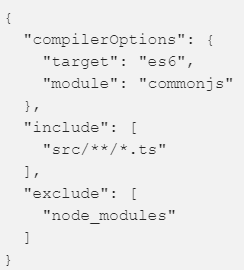 {
  "compilerOptions": {
    "target": "es6",
    "module": "commonjs"
  },
  "include": [
    "src/**/*.ts"
  ],
  "exclude": [
    "node_modules"
  ]
}